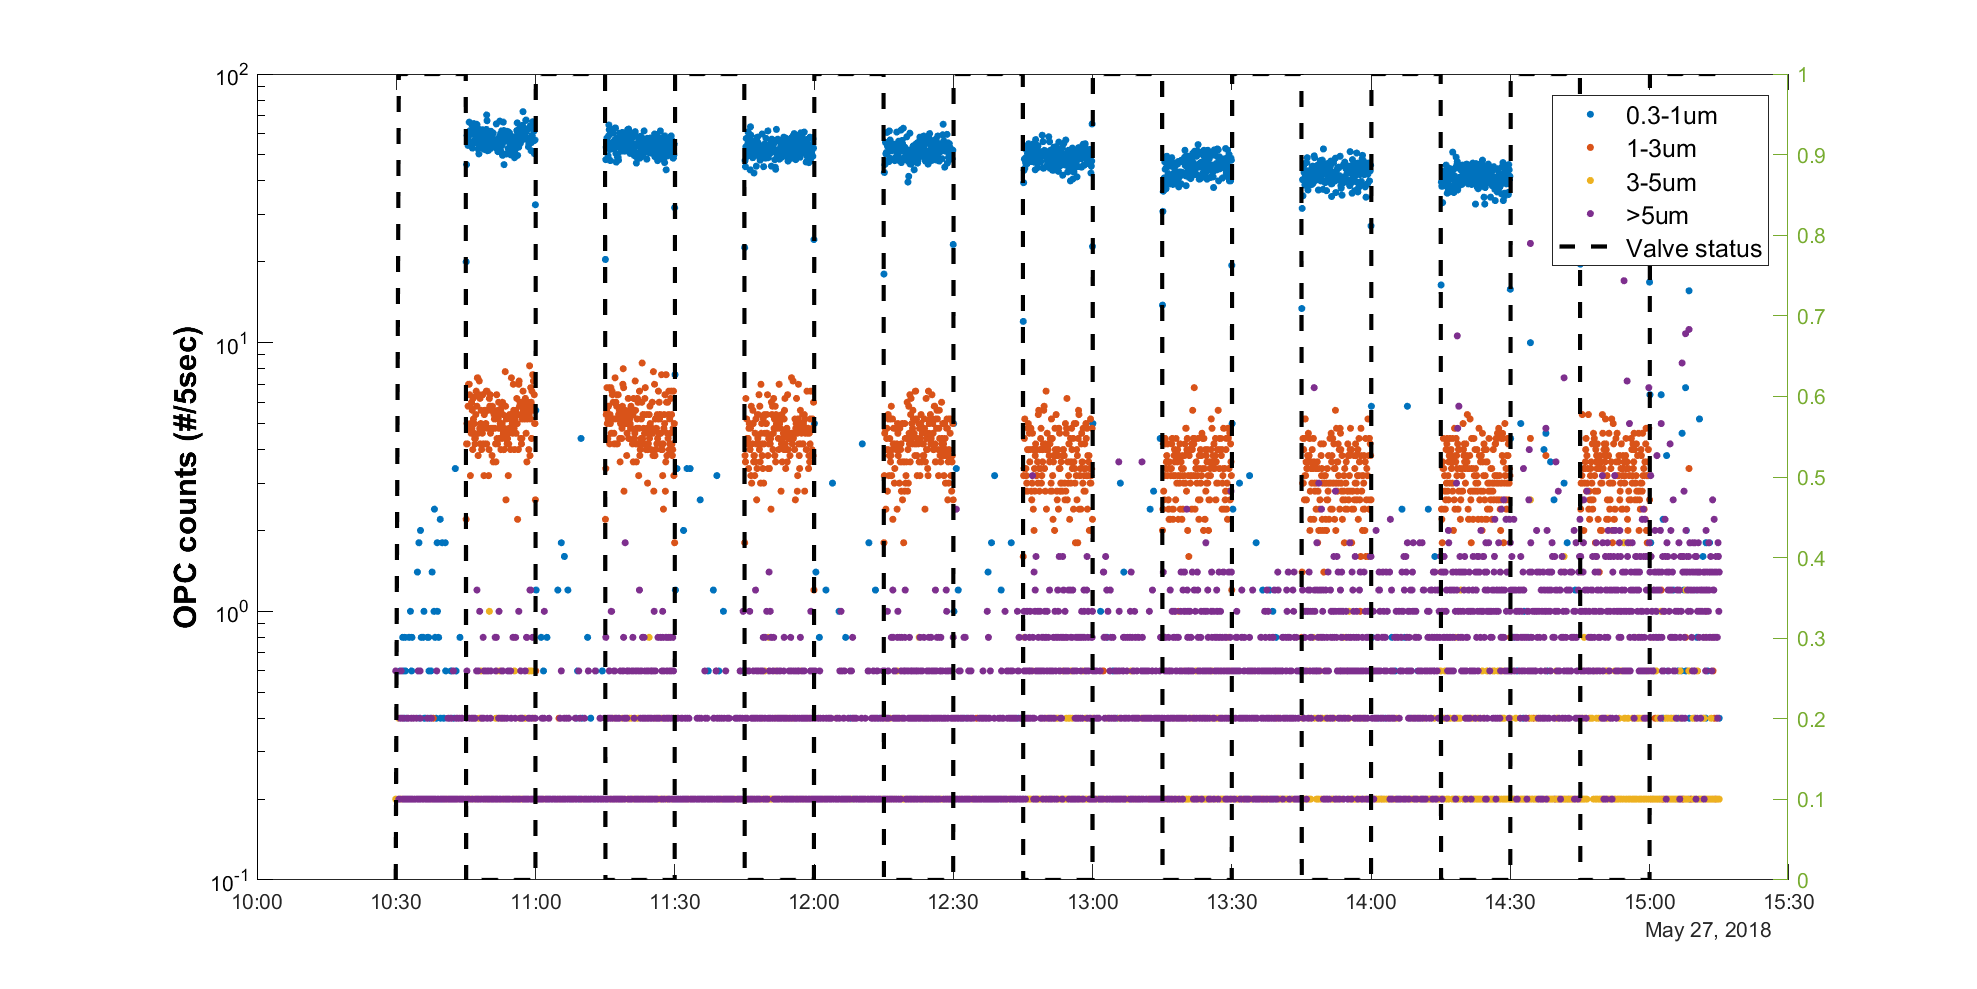 10^2
10^1
10^0
10^-1
OPC counts (#/5sec)
1
0.9
0.8
0.7
0.6
0.5
0.4
0.3
0.2
0.1
0
0.3-1um
1-3um
3-5um
>5um
Valve status
10:00 10:30 11:00 11:30 12:00 12:30 13:00 13:30 14:00 14:30 15:00 15:30
May 27, 2018